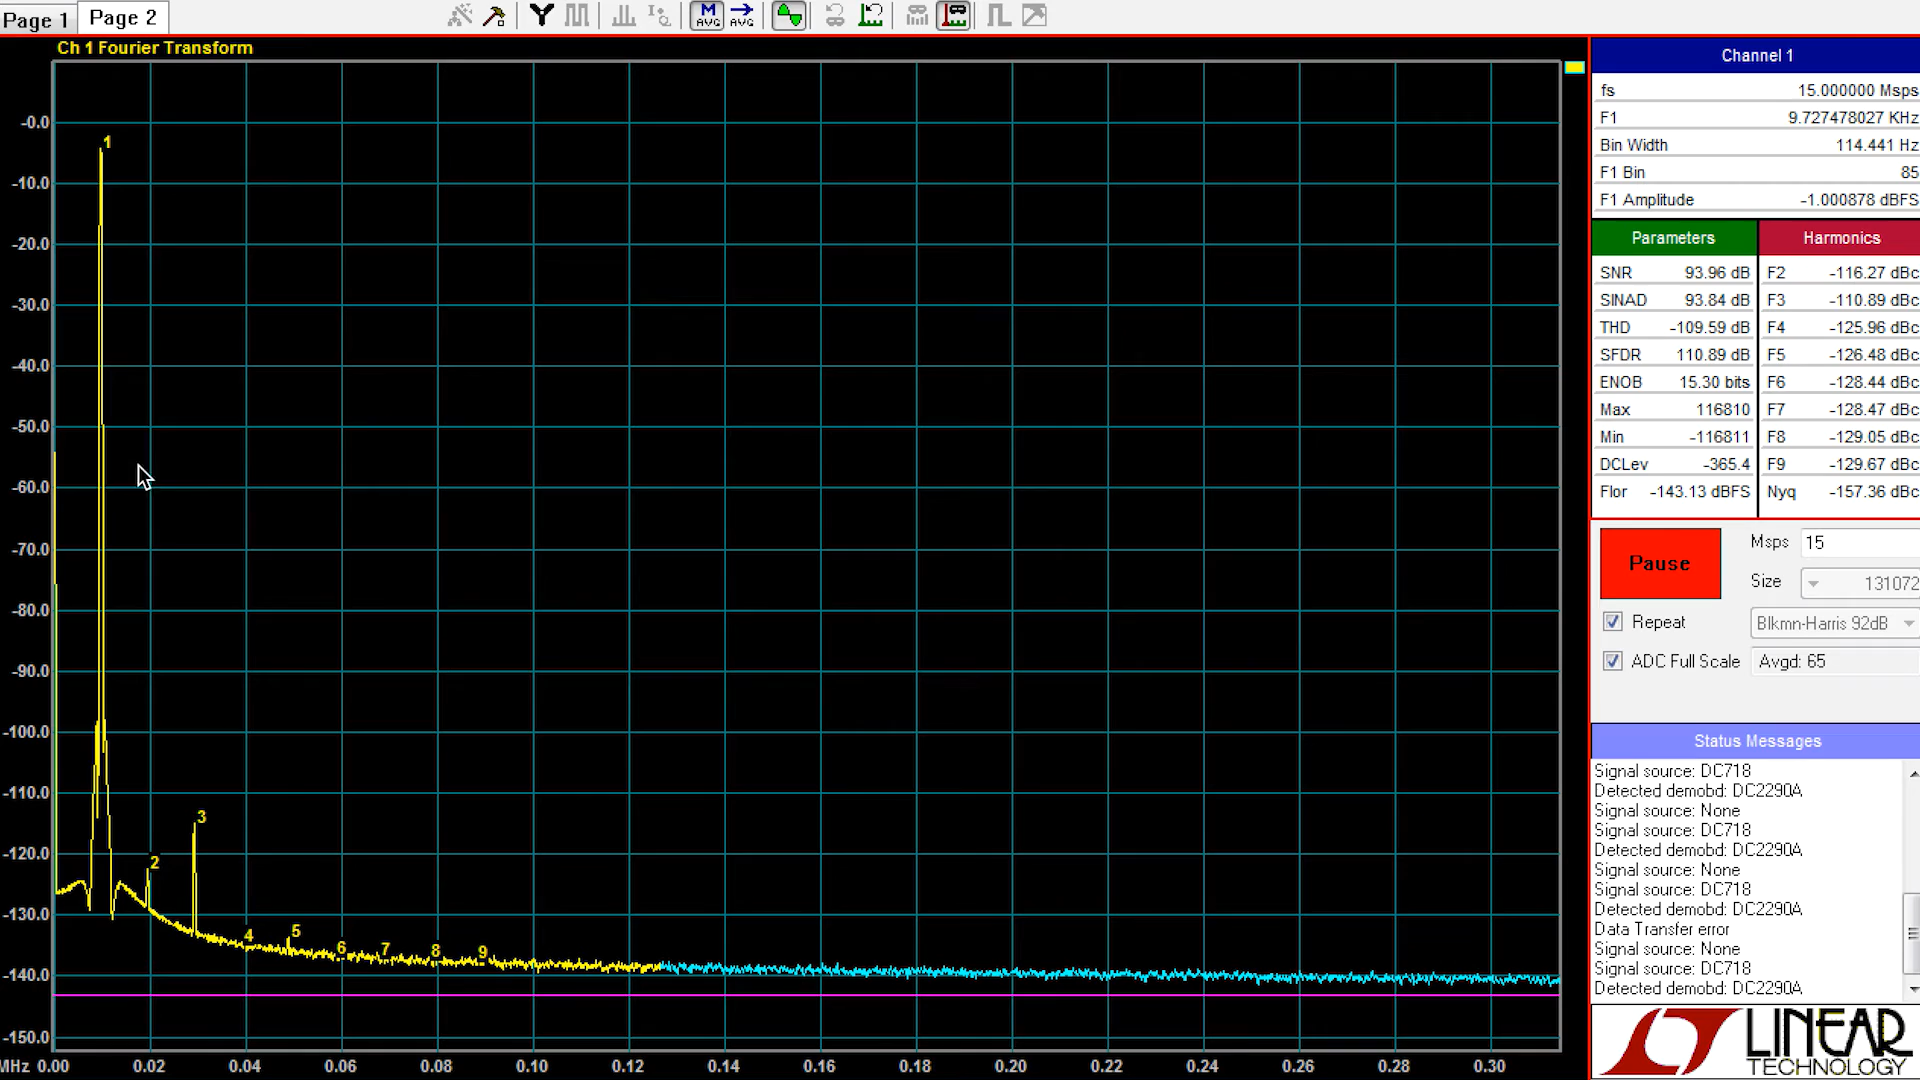 Page 1 Page 2
M AVG AVG
Ch 1 Fourier Transform
-0.0
-10.0
-20.0
-30.0
-40.0
-50.0
-60.0
-70.0
-80.0
-90.0
-100.0
-110.0
-120.0
-130.0
-140.0
-150.0
1
2
3
4
5
6
7
8
9
MHz 0.00 0.02 0.04 0.06 0.08 0.10 0.12 0.14 0.16 0.18 0.20 0.22 0.24 0.26 0.28 0.30
Channel 1
fs 15.000000 Msps
F1 9.727478027 KHz
Bin Width 114.441 Hz
F1 Bin 85
F1 Amplitude -1.000878 dBFS
Parameters Harmonics
SNR 93.96 dB F2 -116.27 dBc
SINAD 93.84 dB F3 -110.89 dBc
THD -109.59 dB F4 -125.96 dBc
SFDR 110.89 dB F5 -126.48 dBc
ENOB 15.30 bits F6 -128.44 dBc
Max 116810 F7 -128.47 dBc
Min -116811 F8 -129.05 dBc
DCLev -365.4 F9 -129.67 dBc
Flor -143.13 dBFS Nyq -157.36 dBc
Pause
Msps 15
Size 131072
Repeat Blkmn-Harris 92dB
ADC Full Scale Avgd: 65
Status Messages
Signal source: DC718
Detected demobd: DC2290A
Signal source: None
Signal source: DC718
Detected demobd: DC2290A
Signal source: None
Signal source: DC718
Detected demobd: DC2290A
Data Transfer error
Signal source: None
Signal source: DC718
Detected demobd: DC2290A
LINEAR
TECHNOLOGY